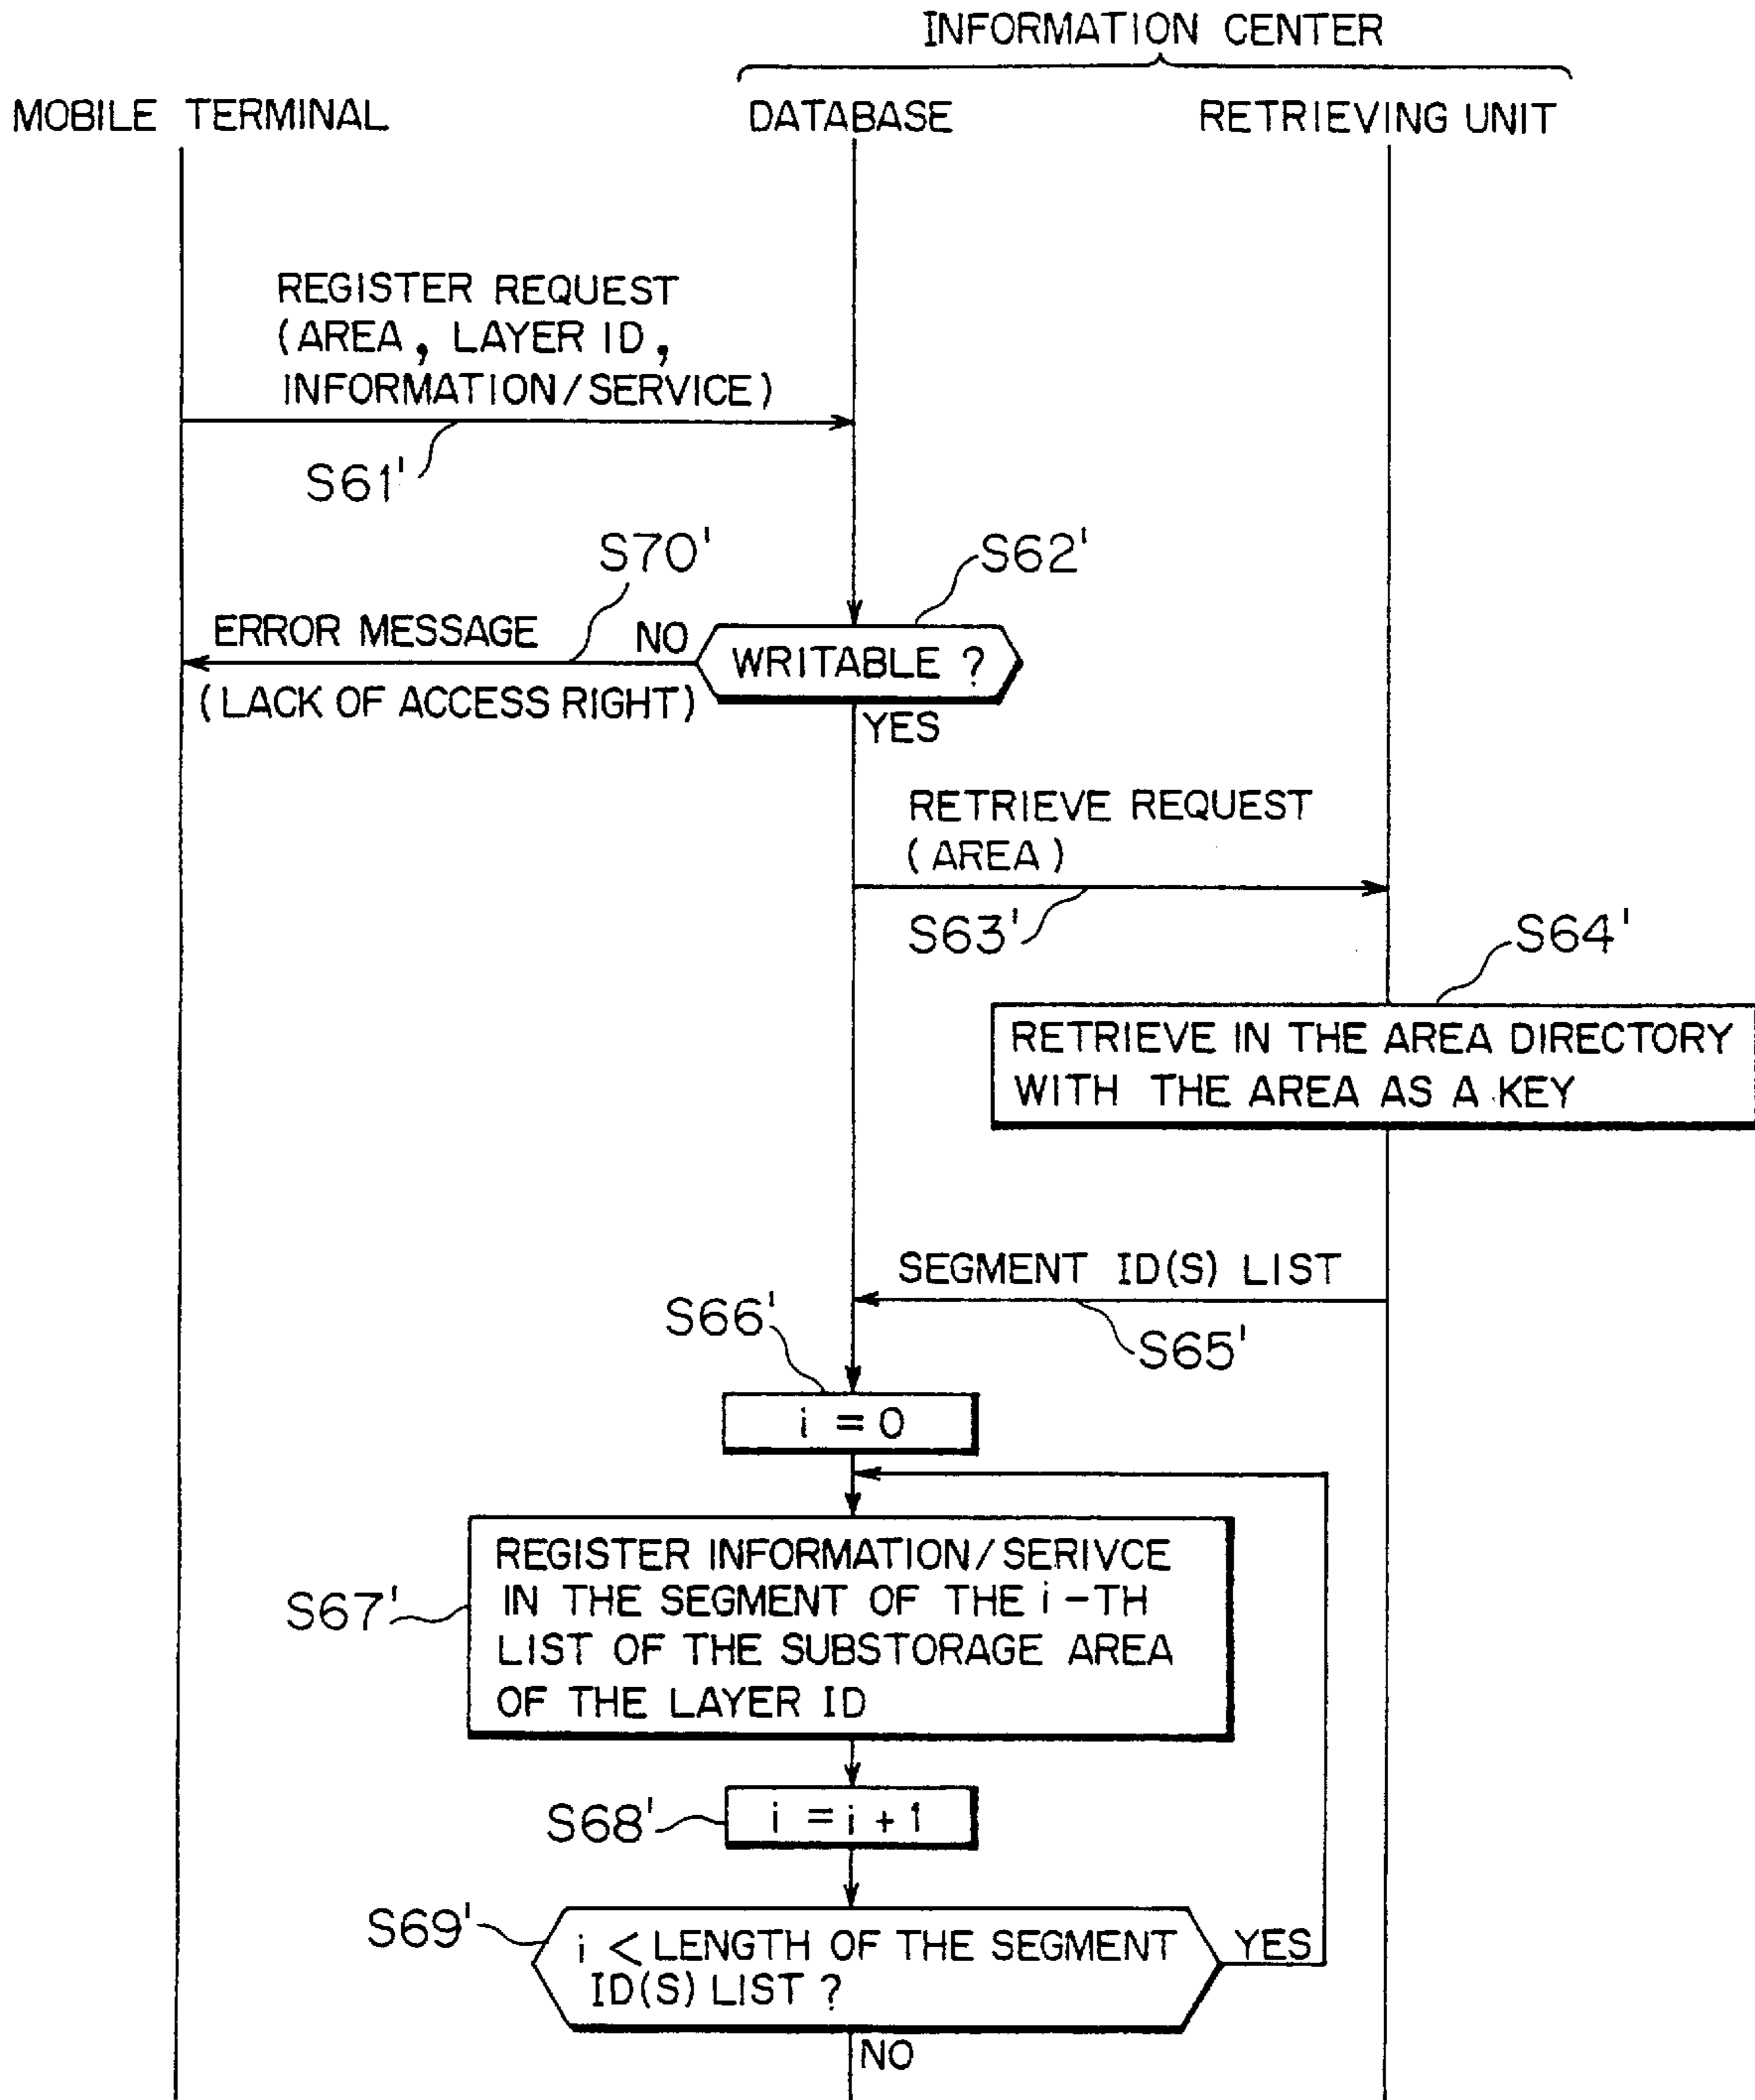 INFORMATION CENTER
MOBILE TERMINAL
DATABASE
RETRIEVING UNIT
REGISTER REQUEST
(AREA, LAYER ID,
INFORMATION/SERVICE)
S61'
S70'
S62'
ERROR MESSAGE
NO
WRITABLE ?
(LACK OF ACCESS RIGHT)
YES
RETRIEVE REQUEST
(AREA)
S63'
S64'
RETRIEVE IN THE AREA DIRECTORY
WITH THE AREA AS A KEY
SEGMENT ID(S) LIST
S66'
S65'
i = 0
REGISTER INFORMATION/SERIVCE
IN THE SEGMENT OF THE i-TH
LIST OF THE SUBSTORAGE AREA
OF THE LAYER ID
S67'
i = i + 1
S68'
S69'
i < LENGTH OF THE SEGMENT
ID(S) LIST ?
YES
NO